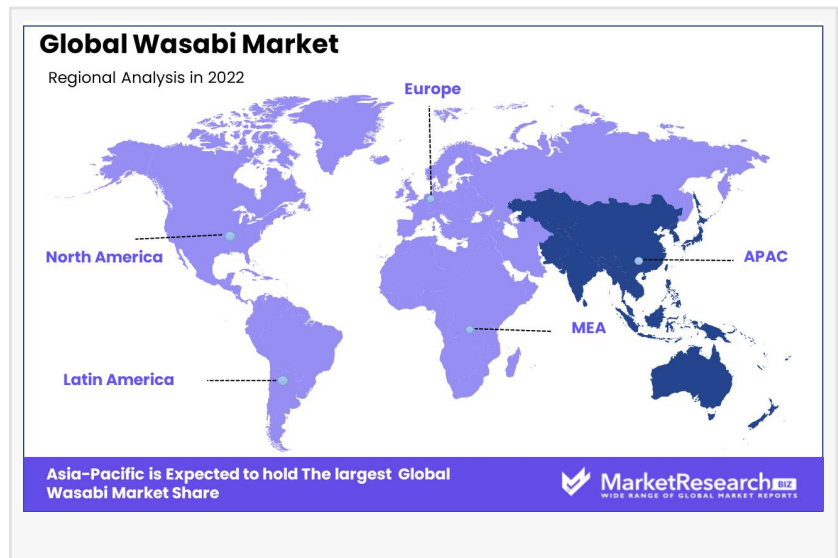 Global Wasabi Market
Regional Analysis in 2022
Europe
North America
APAC
MEA
Latin America
Asia-Pacific is Expected to hold The largest Global
Wasabi Market Share
MarketResearch BIZ
WIDE RANGE OF GLOBAL MARKET REPORTS